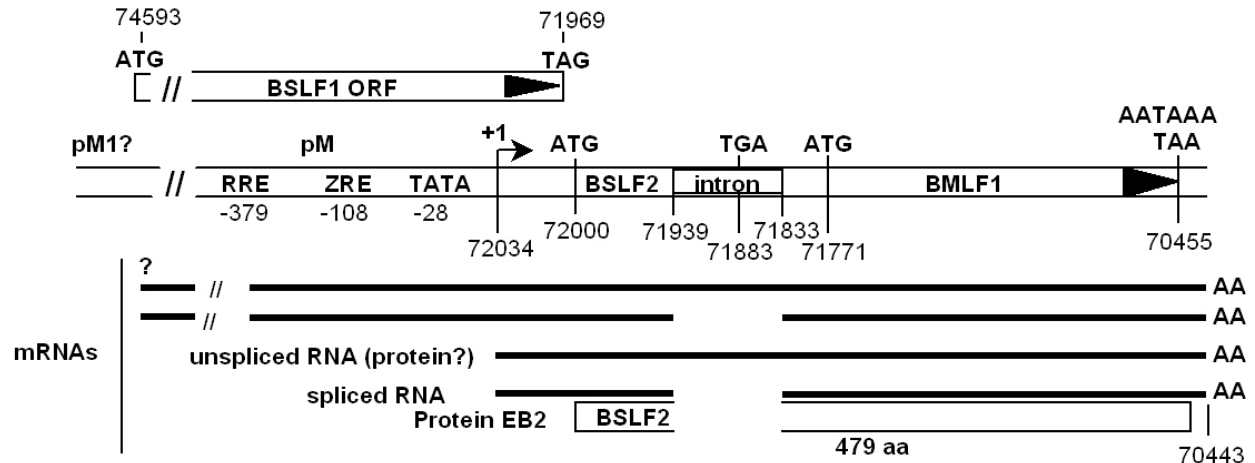 74593 71969
ATG TAG
// BSLF1 ORF
AATAAA
pM1? pM +1 ATG TGA ATG TAA
// RRE ZRE TATA BSLF2 intron BMLF1
-379 -108 -28
72034 72000 71939 71883 71833 71771 70455
?
// AA
// AA
mRNAs unspliced RNA (protein?) AA
spliced RNA AA
Protein EB2 BSLF2
479 aa 70443